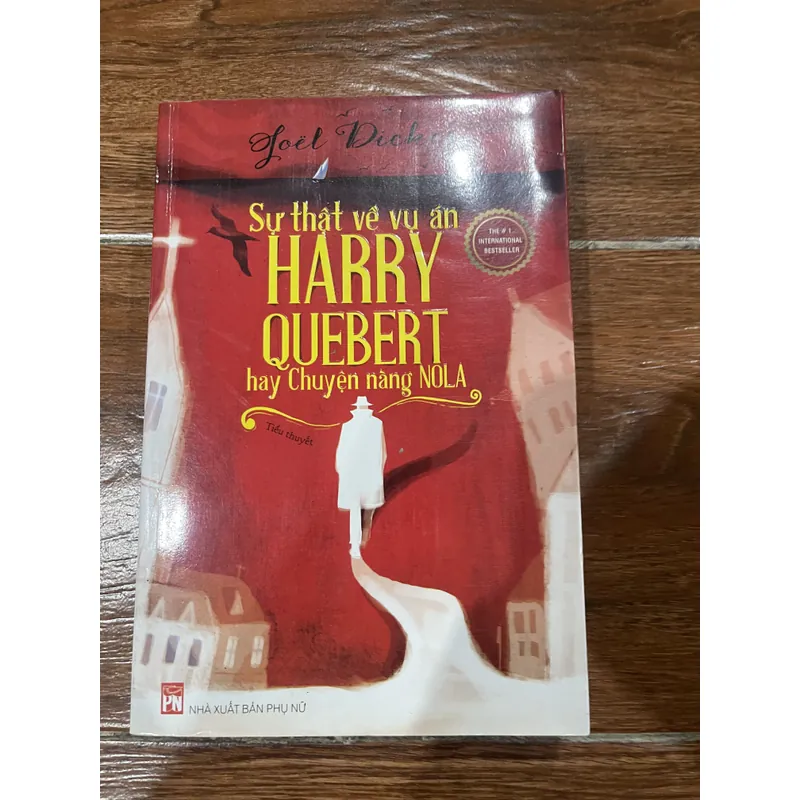 Joël
Sự thật về vụ án
HARRY
QUEBERT
hay Chuyện nàng NOLA
Tiểu thuyết
THE # 1
INTERNATIONAL
BESTSELLER
PN
NHÀ XUẤT BẢN PHỤ NỮ